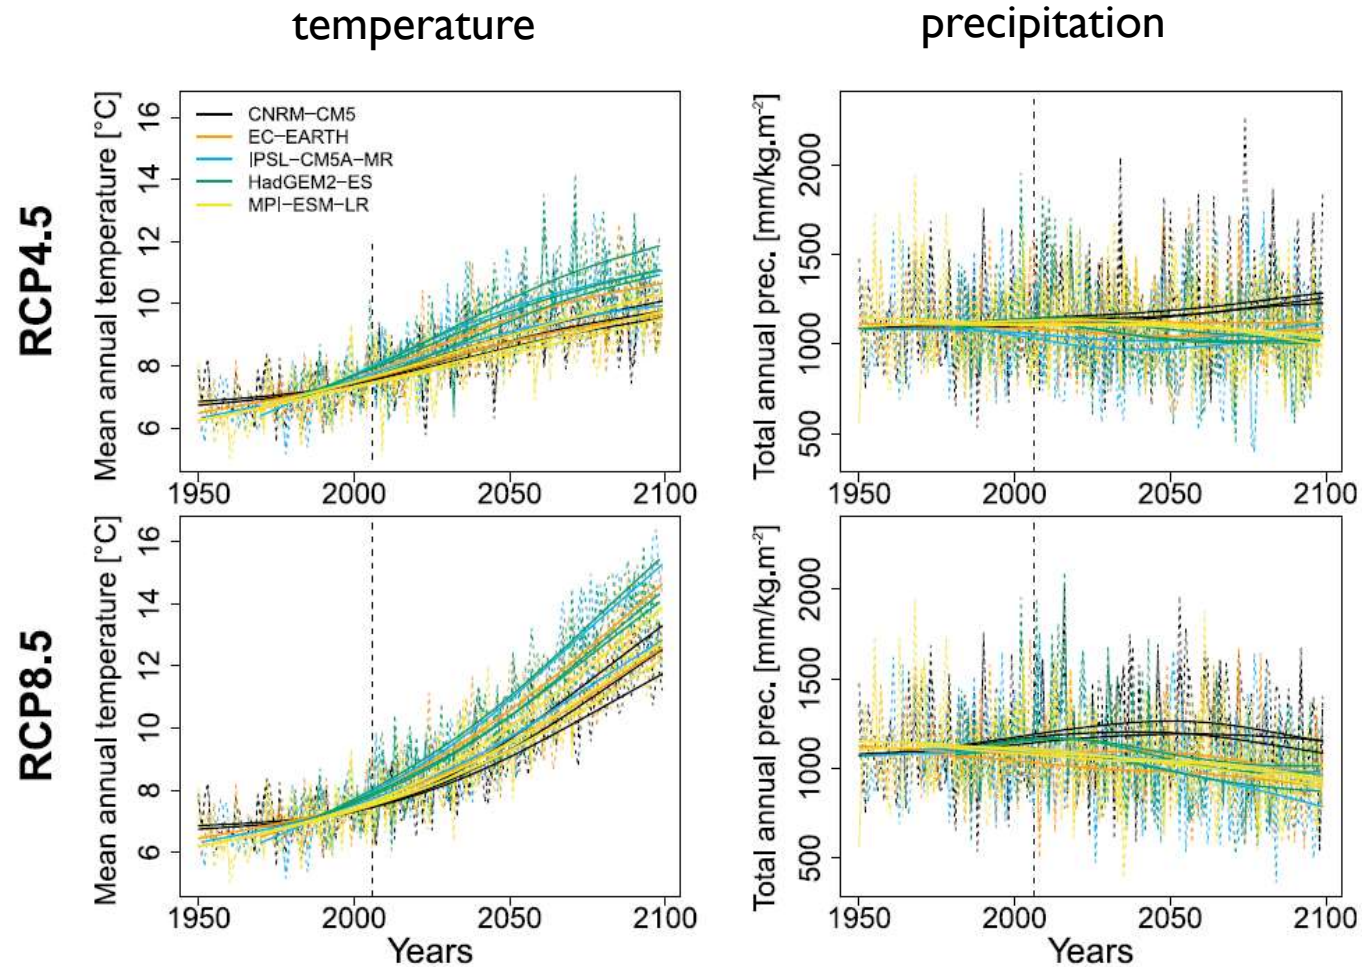 temperature
precipitation
RCP4.5
Mean annual temperature [°C]
16
14
12
10
8
6
CNRM−CM5
EC−EARTH
IPSL−CM5A−MR
HadGEM2−ES
MPI−ESM−LR
1950
2000
2050
2100
Total annual prec. [mm/kg.m⁻²]
2000
1500
1000
500
1950
2000
2050
2100
RCP8.5
Mean annual temperature [°C]
16
14
12
10
8
6
1950
2000
2050
2100
Years
Total annual prec. [mm/kg.m⁻²]
2000
1500
1000
500
1950
2000
2050
2100
Years